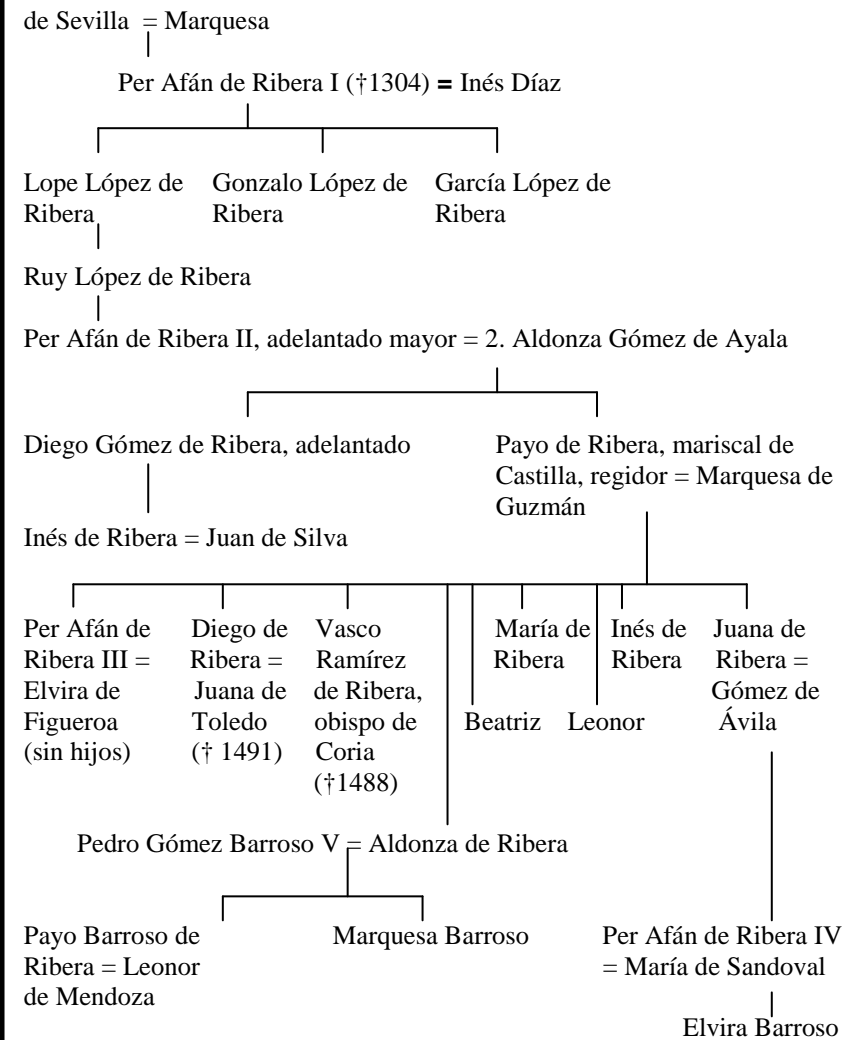 de Sevilla = Marquesa
Per Afán de Ribera I (†1304) = Inés Díaz
Lope López de
Ribera
Gonzalo López de
Ribera
García López de
Ribera
Ruy López de Ribera
Per Afán de Ribera II, adelantado mayor = 2. Aldonza Gómez de Ayala
Diego Gómez de Ribera, adelantado
Payo de Ribera, mariscal de
Castilla, regidor = Marquesa de
Guzmán
Inés de Ribera = Juan de Silva
Per Afán de
Ribera III =
Elvira de
Figueroa
(sin hijos)
Diego de
Ribera =
Juana de
Toledo
(† 1491)
Vasco
Ramírez
de Ribera,
obispo de
Coria
(†1488)
Beatriz
María de
Ribera
Leonor
Inés de
Ribera
Juana de
Ribera =
Gómez de
Ávila
Pedro Gómez Barroso V = Aldonza de Ribera
Payo Barroso de
Ribera = Leonor
de Mendoza
Marquesa Barroso
Per Afán de Ribera IV
= María de Sandoval
Elvira Barroso